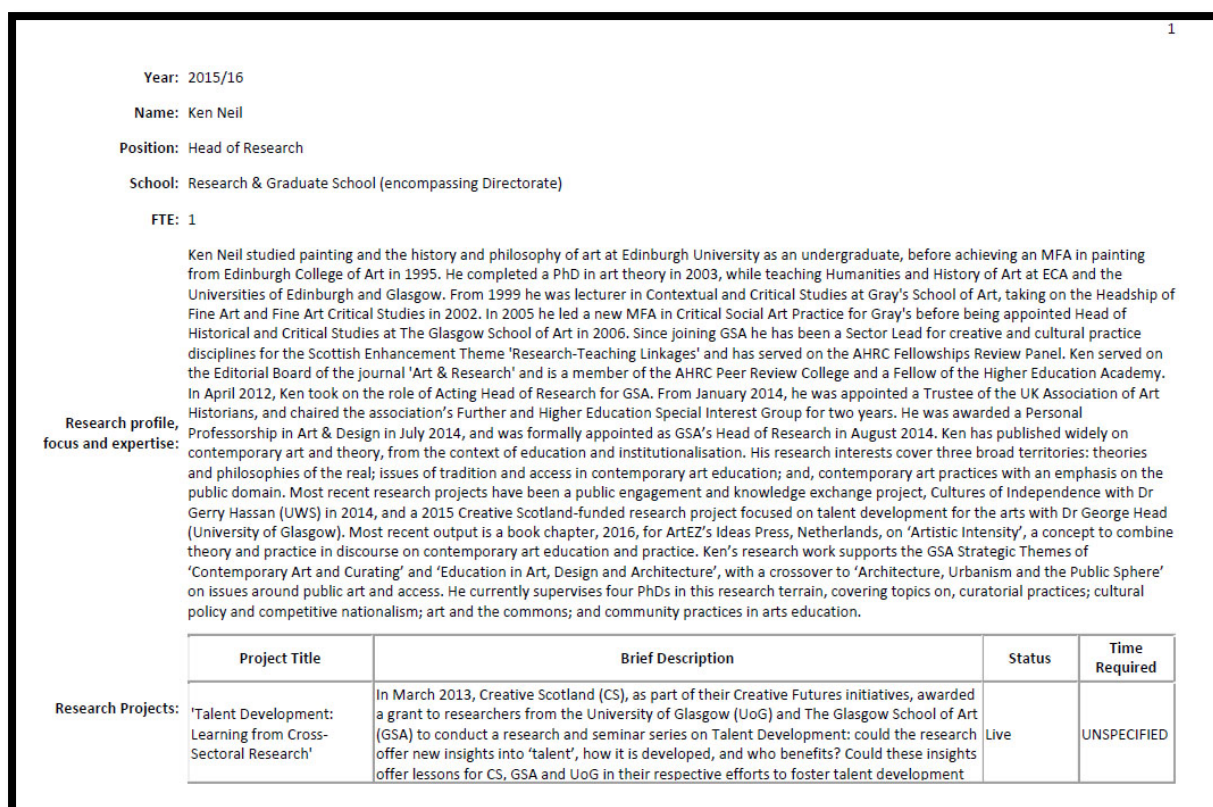 1
Year: 2015/16
Name: Ken Neil
Position: Head of Research
School: Research & Graduate School (encompassing Directorate)
FTE: 1
Research profile, focus and expertise:
Ken Neil studied painting and the history and philosophy of art at Edinburgh University as an undergraduate, before achieving an MFA in painting
from Edinburgh College of Art in 1995. He completed a PhD in art theory in 2003, while teaching Humanities and History of Art at ECA and the
Universities of Edinburgh and Glasgow. From 1999 he was lecturer in Contextual and Critical Studies at Gray's School of Art, taking on the Headship of
Fine Art and Fine Art Critical Studies in 2002. In 2005 he led a new MFA in Critical Social Art Practice for Gray's before being appointed Head of
Historical and Critical Studies at The Glasgow School of Art in 2006. Since joining GSA he has been a Sector Lead for creative and cultural practice
disciplines for the Scottish Enhancement Theme 'Research-Teaching Linkages' and has served on the AHRC Fellowships Review Panel. Ken served on
the Editorial Board of the journal 'Art & Research' and is a member of the AHRC Peer Review College and a Fellow of the Higher Education Academy.
In April 2012, Ken took on the role of Acting Head of Research for GSA. From January 2014, he was appointed a Trustee of the UK Association of Art
Historians, and chaired the association’s Further and Higher Education Special Interest Group for two years. He was awarded a Personal
Professorship in Art & Design in July 2014, and was formally appointed as GSA’s Head of Research in August 2014. Ken has published widely on
contemporary art and theory, from the context of education and institutionalisation. His research interests cover three broad territories: theories
and philosophies of the real; issues of tradition and access in contemporary art education; and, contemporary art practices with an emphasis on the
public domain. Most recent research projects have been a public engagement and knowledge exchange project, Cultures of Independence with Dr
Gerry Hassan (UWS) in 2014, and a 2015 Creative Scotland-funded research project focused on talent development for the arts with Dr George Head
(University of Glasgow). Most recent output is a book chapter, 2016, for ArtEZ’s Ideas Press, Netherlands, on ‘Artistic Intensity’, a concept to combine
theory and practice in discourse on contemporary art education and practice. Ken’s research work supports the GSA Strategic Themes of
‘Contemporary Art and Curating’ and ‘Education in Art, Design and Architecture’, with a crossover to ‘Architecture, Urbanism and the Public Sphere’
on issues around public art and access. He currently supervises four PhDs in this research terrain, covering topics on, curatorial practices; cultural
policy and competitive nationalism; art and the commons; and community practices in arts education.
Research Projects:
Project Title
Brief Description
Status
Time
Required
'Talent Development:
Learning from Cross-
Sectoral Research'
In March 2013, Creative Scotland (CS), as part of their Creative Futures initiatives, awarded
a grant to researchers from the University of Glasgow (UoG) and The Glasgow School of Art
(GSA) to conduct a research and seminar series on Talent Development: could the research
offer new insights into ‘talent’, how it is developed, and who benefits? Could these insights
offer lessons for CS, GSA and UoG in their respective efforts to foster talent development
Live
UNSPECIFIED